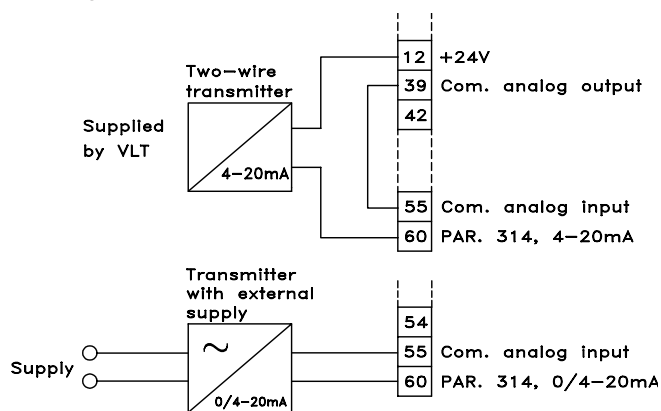 Two-wire
transmitter
Supplied
by VLT
4-20mA
12 +24V
39 Com. analog output
42
55 Com. analog input
60 PAR. 314, 4-20mA
Transmitter
with external
supply
Supply
~
0/4-20mA
54
55 Com. analog input
60 PAR. 314, 0/4-20mA